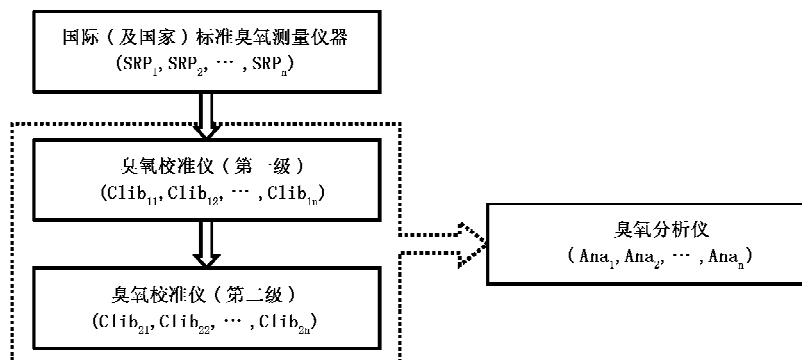 国际（及国家）标准臭氧测量仪器
(SRP1,SRP2,…,SRPn)
臭氧校准仪（第一级）
(Clib11,Clib12,…,Clib1n)
臭氧校准仪（第二级）
(Clib21,Clib22,…,Clib2n)
臭氧分析仪
(Ana1,Ana2,…,Anan)